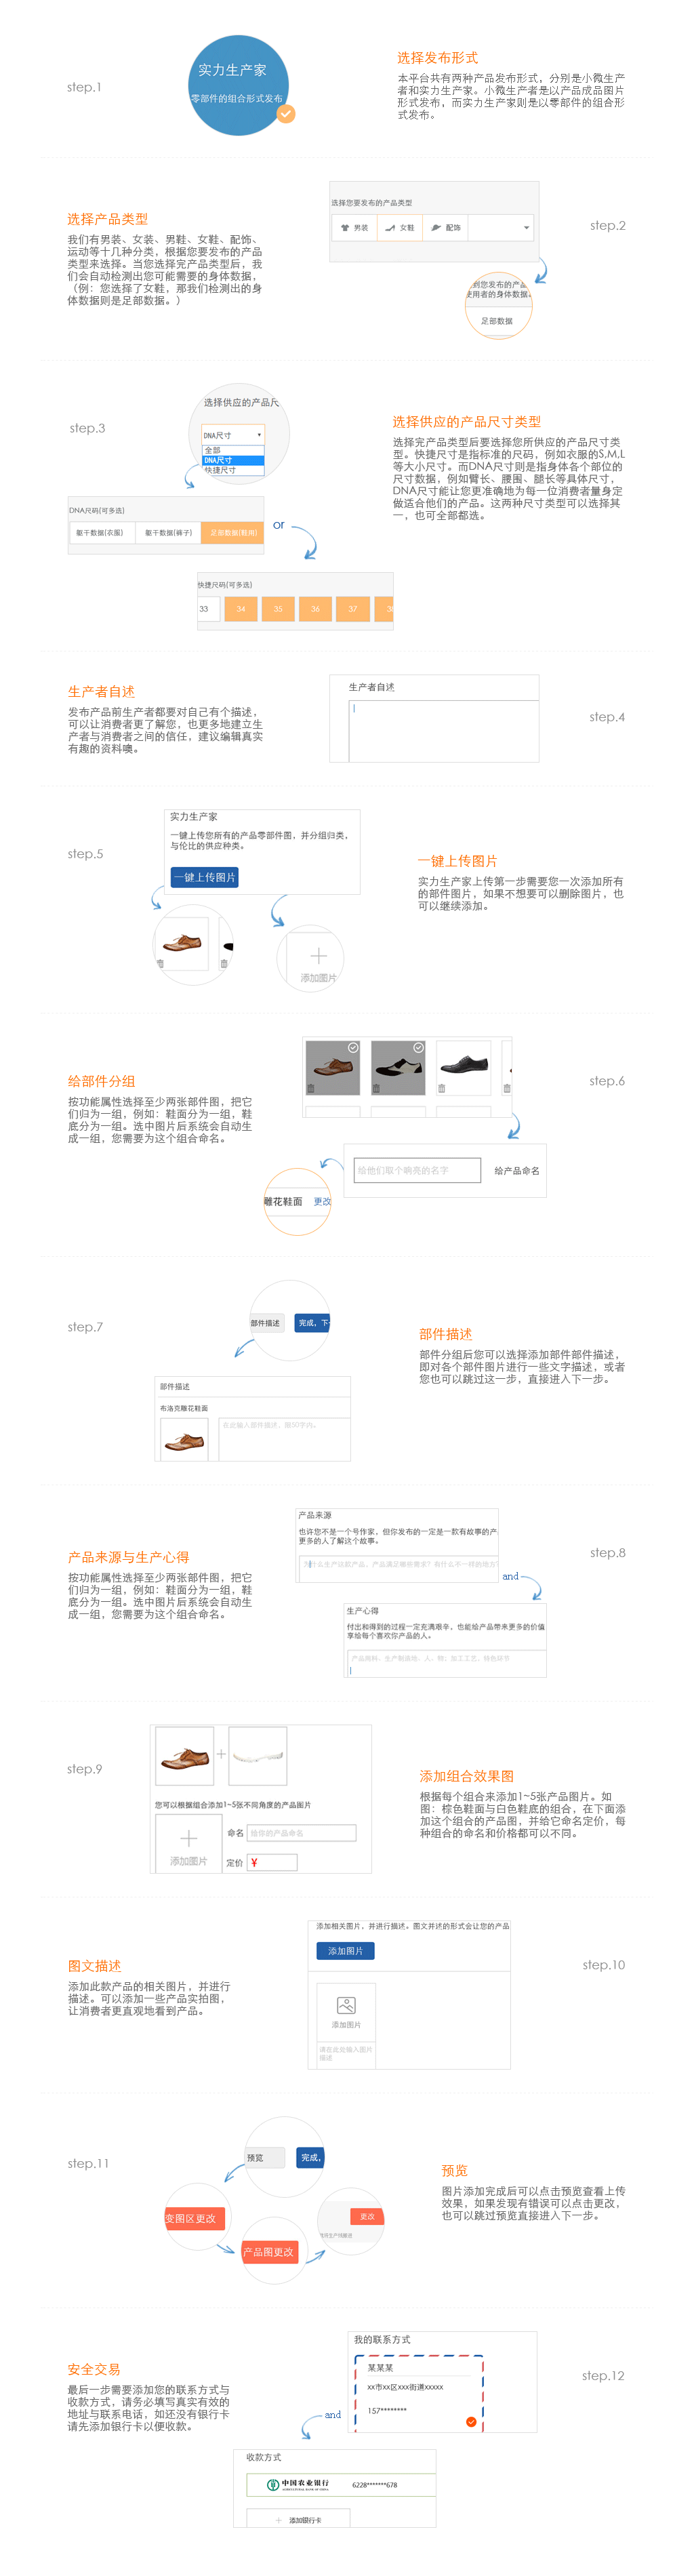 step.1
实力生产家
零部件的组合形式发布
选择发布形式
本平台共有两种产品发布形式，分别是小微生产
者和实力生产家。小微生产者是以产品成品图片
形式发布，而实力生产家则是以零部件的组合形
式发布。
选择产品类型
我们有男装、女装、男鞋、女鞋、配饰、
运动等十几种分类，根据您要发布的产品
类型来选择。当您选择完产品类型后，我
们会自动检测出您可能需要的身体数据，
（例：您选择了女鞋，那我们检测出的身
体数据则是足部数据。）
选择您要发布的产品类型
男装 女鞋 配饰
step.2
到您发布的产品
使用者的身体数据
足部数据
step.3
选择供应的产品尺
DNA尺寸
全部
DNA尺寸
快捷尺寸
DNA尺码(可多选)
躯干数据(衣服) 躯干数据(裤子) 足部数据(鞋用)
or
快捷尺码(可多选)
33 34 35 36 37 38
选择供应的产品尺寸类型
选择完产品类型后要选择您所供应的产品尺寸类
型。快捷尺寸是指标准的尺码，例如衣服的S,M,L
等大小尺寸。而DNA尺寸则是指身体各个部位的
尺寸数据，例如臂长、腰围、腿长等具体尺寸，
DNA尺寸能让您更准确地为每一位消费者量身定
做适合他们的产品。这两种尺寸类型可以选择其
一，也可全部都选。
生产者自述
发布产品前生产者都要对自己有个描述，
可以让消费者更了解您，也更多地建立生
产者与消费者之间的信任，建议编辑真实
有趣的资料噢。
生产者自述
step.4
step.5
实力生产家
一键上传您所有的产品零部件图，并分组归类，
与伦比的供应种类。
一键上传图片
添加图片
一键上传图片
实力生产家上传第一步需要您一次添加所有
的部件图片，如果不想要可以删除图片，也
可以继续添加。
给部件分组
按功能属性选择至少两张部件图，把它
们归为一组，例如：鞋面分为一组，鞋
底分为一组。选中图片后系统会自动生
成一组，您需要为这个组合命名。
step.6
给他们取个响亮的名字
给产品命名
雕花鞋面 更改
step.7
部件描述 完成，下一
部件描述
布洛克雕花鞋面
在此输入部件描述，限50字内。
部件描述
部件分组后您可以选择添加部件部件描述，
即对各个部件图片进行一些文字描述，或者
您也可以跳过这一步，直接进入下一步。
产品来源与生产心得
按功能属性选择至少两张部件图，把它
们归为一组，例如：鞋面分为一组，鞋
底分为一组。选中图片后系统会自动生
成一组，您需要为这个组合命名。
产品来源
也许您不是一个号作家，但你发布的一定是一款有故事的产
更多的人了解这个故事。
为什么生产这款产品，产品满足哪些需求？有什么不一样的地方？
and
生产心得
付出和得到的过程一定充满艰辛，也能给产品带来更多的价值
享给每个喜欢你产品的人。
产品用料、生产制造地、人、物；加工工艺、特色环节
step.8
step.9
您可以根据组合添加1~5张不同角度的产品图片
添加图片
命名 给你的产品命名
定价 ¥
添加组合效果图
根据每个组合来添加1~5张产品图片。如
图：棕色鞋面与白色鞋底的组合，在下面添
加这个组合的产品图，并给它命名定价，每
种组合的命名和价格都可以不同。
图文描述
添加此款产品的相关图片，并进行
描述。可以添加一些产品实拍图，
让消费者更直观地看到产品。
添加相关图片，并进行描述。图文并述的形式会让您的产品
添加图片
添加图片
请在此处输入图片
描述
step.10
step.11
预览 完成，
变图区更改
产品图更改
更改
预览
图片添加完成后可以点击预览查看上传
效果，如果发现有错误可以点击更改，
也可以跳过预览直接进入下一步。
安全交易
最后一步需要添加您的联系方式与
收款方式，请务必填写真实有效的
地址与联系电话，如还没有银行卡
请先添加银行卡以便收款。
我的联系方式
某某某
xx市xx区xxx街道xxxxx
157********
step.12
and
收款方式
中国农业银行
AGRICULTURAL BANK OF CHINA
6228*******678
添加银行卡